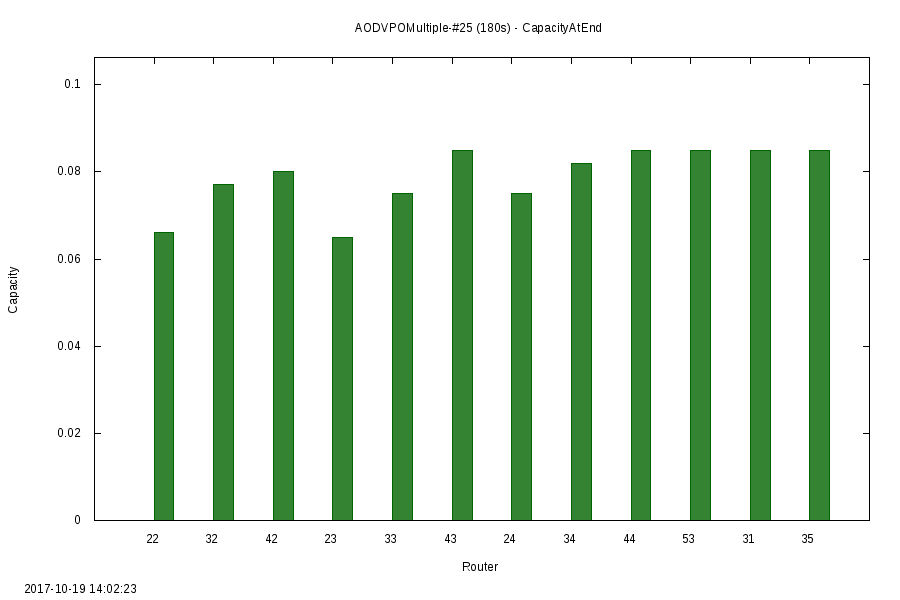 AODVPOMultiple-#25 (180s) - CapacityAtEnd
0.1
0.08
0.06
0.04
0.02
0
Capacity
22 32 42 23 33 43 24 34 44 53 31 35
Router
2017-10-19 14:02:23